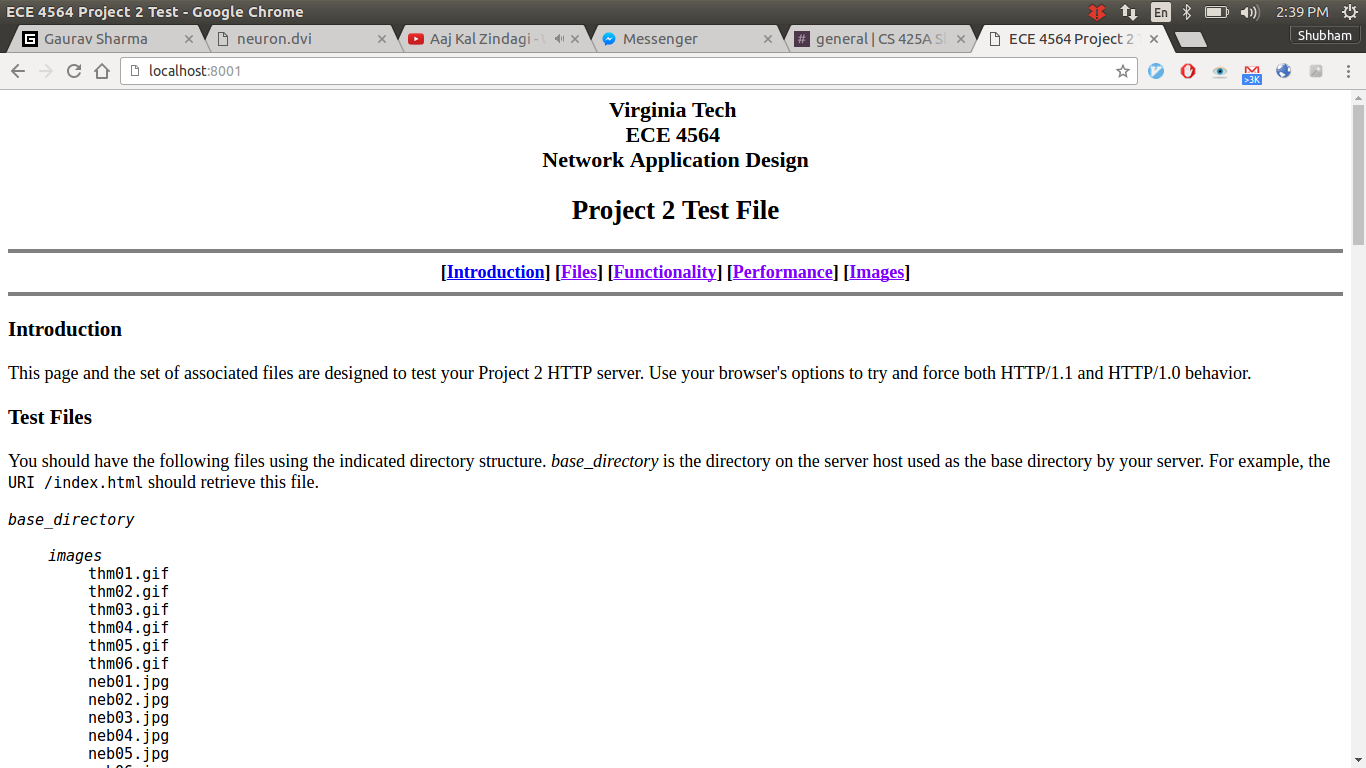 ECE 4564 Project 2 Test - Google Chrome
En
2:39 PM
Gaurav Sharma
neuron.dvi
Aaj Kal Zindagi -
Messenger
general | CS 425A
ECE 4564 Project 2
Shubham
localhost:8001
>3K
Virginia Tech
ECE 4564
Network Application Design
Project 2 Test File
[Introduction] [Files] [Functionality] [Performance] [Images]
Introduction
This page and the set of associated files are designed to test your Project 2 HTTP server. Use your browser's options to try and force both HTTP/1.1 and HTTP/1.0 behavior.
Test Files
You should have the following files using the indicated directory structure. base_directory is the directory on the server host used as the base directory by your server. For example, the
URI /index.html should retrieve this file.
base_directory
images
thm01.gif
thm02.gif
thm03.gif
thm04.gif
thm05.gif
thm06.gif
neb01.jpg
neb02.jpg
neb03.jpg
neb04.jpg
neb05.jpg